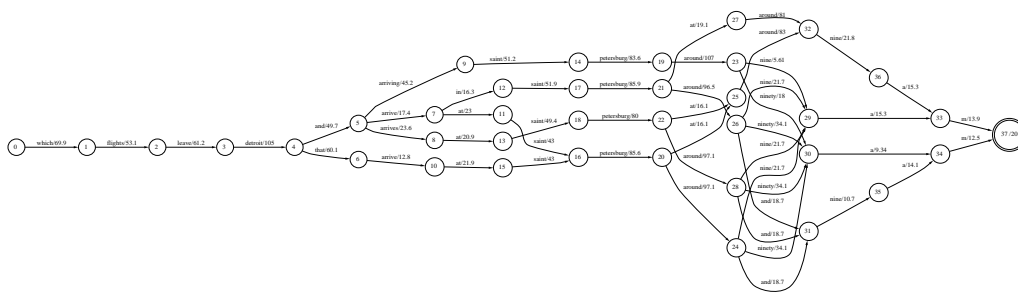 0
which/69.9
1
flights/53.1
2
leave/61.2
3
detroit/105
4
and/49.7
that/60.1
5
6
arriving/45.2
arrive/17.4
arrives/23.6
arrive/12.8
9
7
8
10
saint/51.2
in/16.3
at/23
at/20.9
at/21.9
12
11
13
15
saint/51.9
saint/49.4
saint/43
saint/43
14
17
18
16
petersburg/83.6
petersburg/85.9
petersburg/80
petersburg/85.6
19
21
22
20
at/19.1
around/107
around/96.5
at/16.1
at/16.1
around/97.1
around/97.1
27
23
25
26
28
24
around/81
around/83
nine/5.61
nine/21.7
ninety/18
ninety/34.1
nine/21.7
nine/21.7
ninety/34.1
and/18.7
and/18.7
ninety/34.1
and/18.7
32
29
30
31
nine/21.8
a/15.3
a/9.34
nine/10.7
36
35
a/15.3
a/14.1
33
34
m/13.9
m/12.5